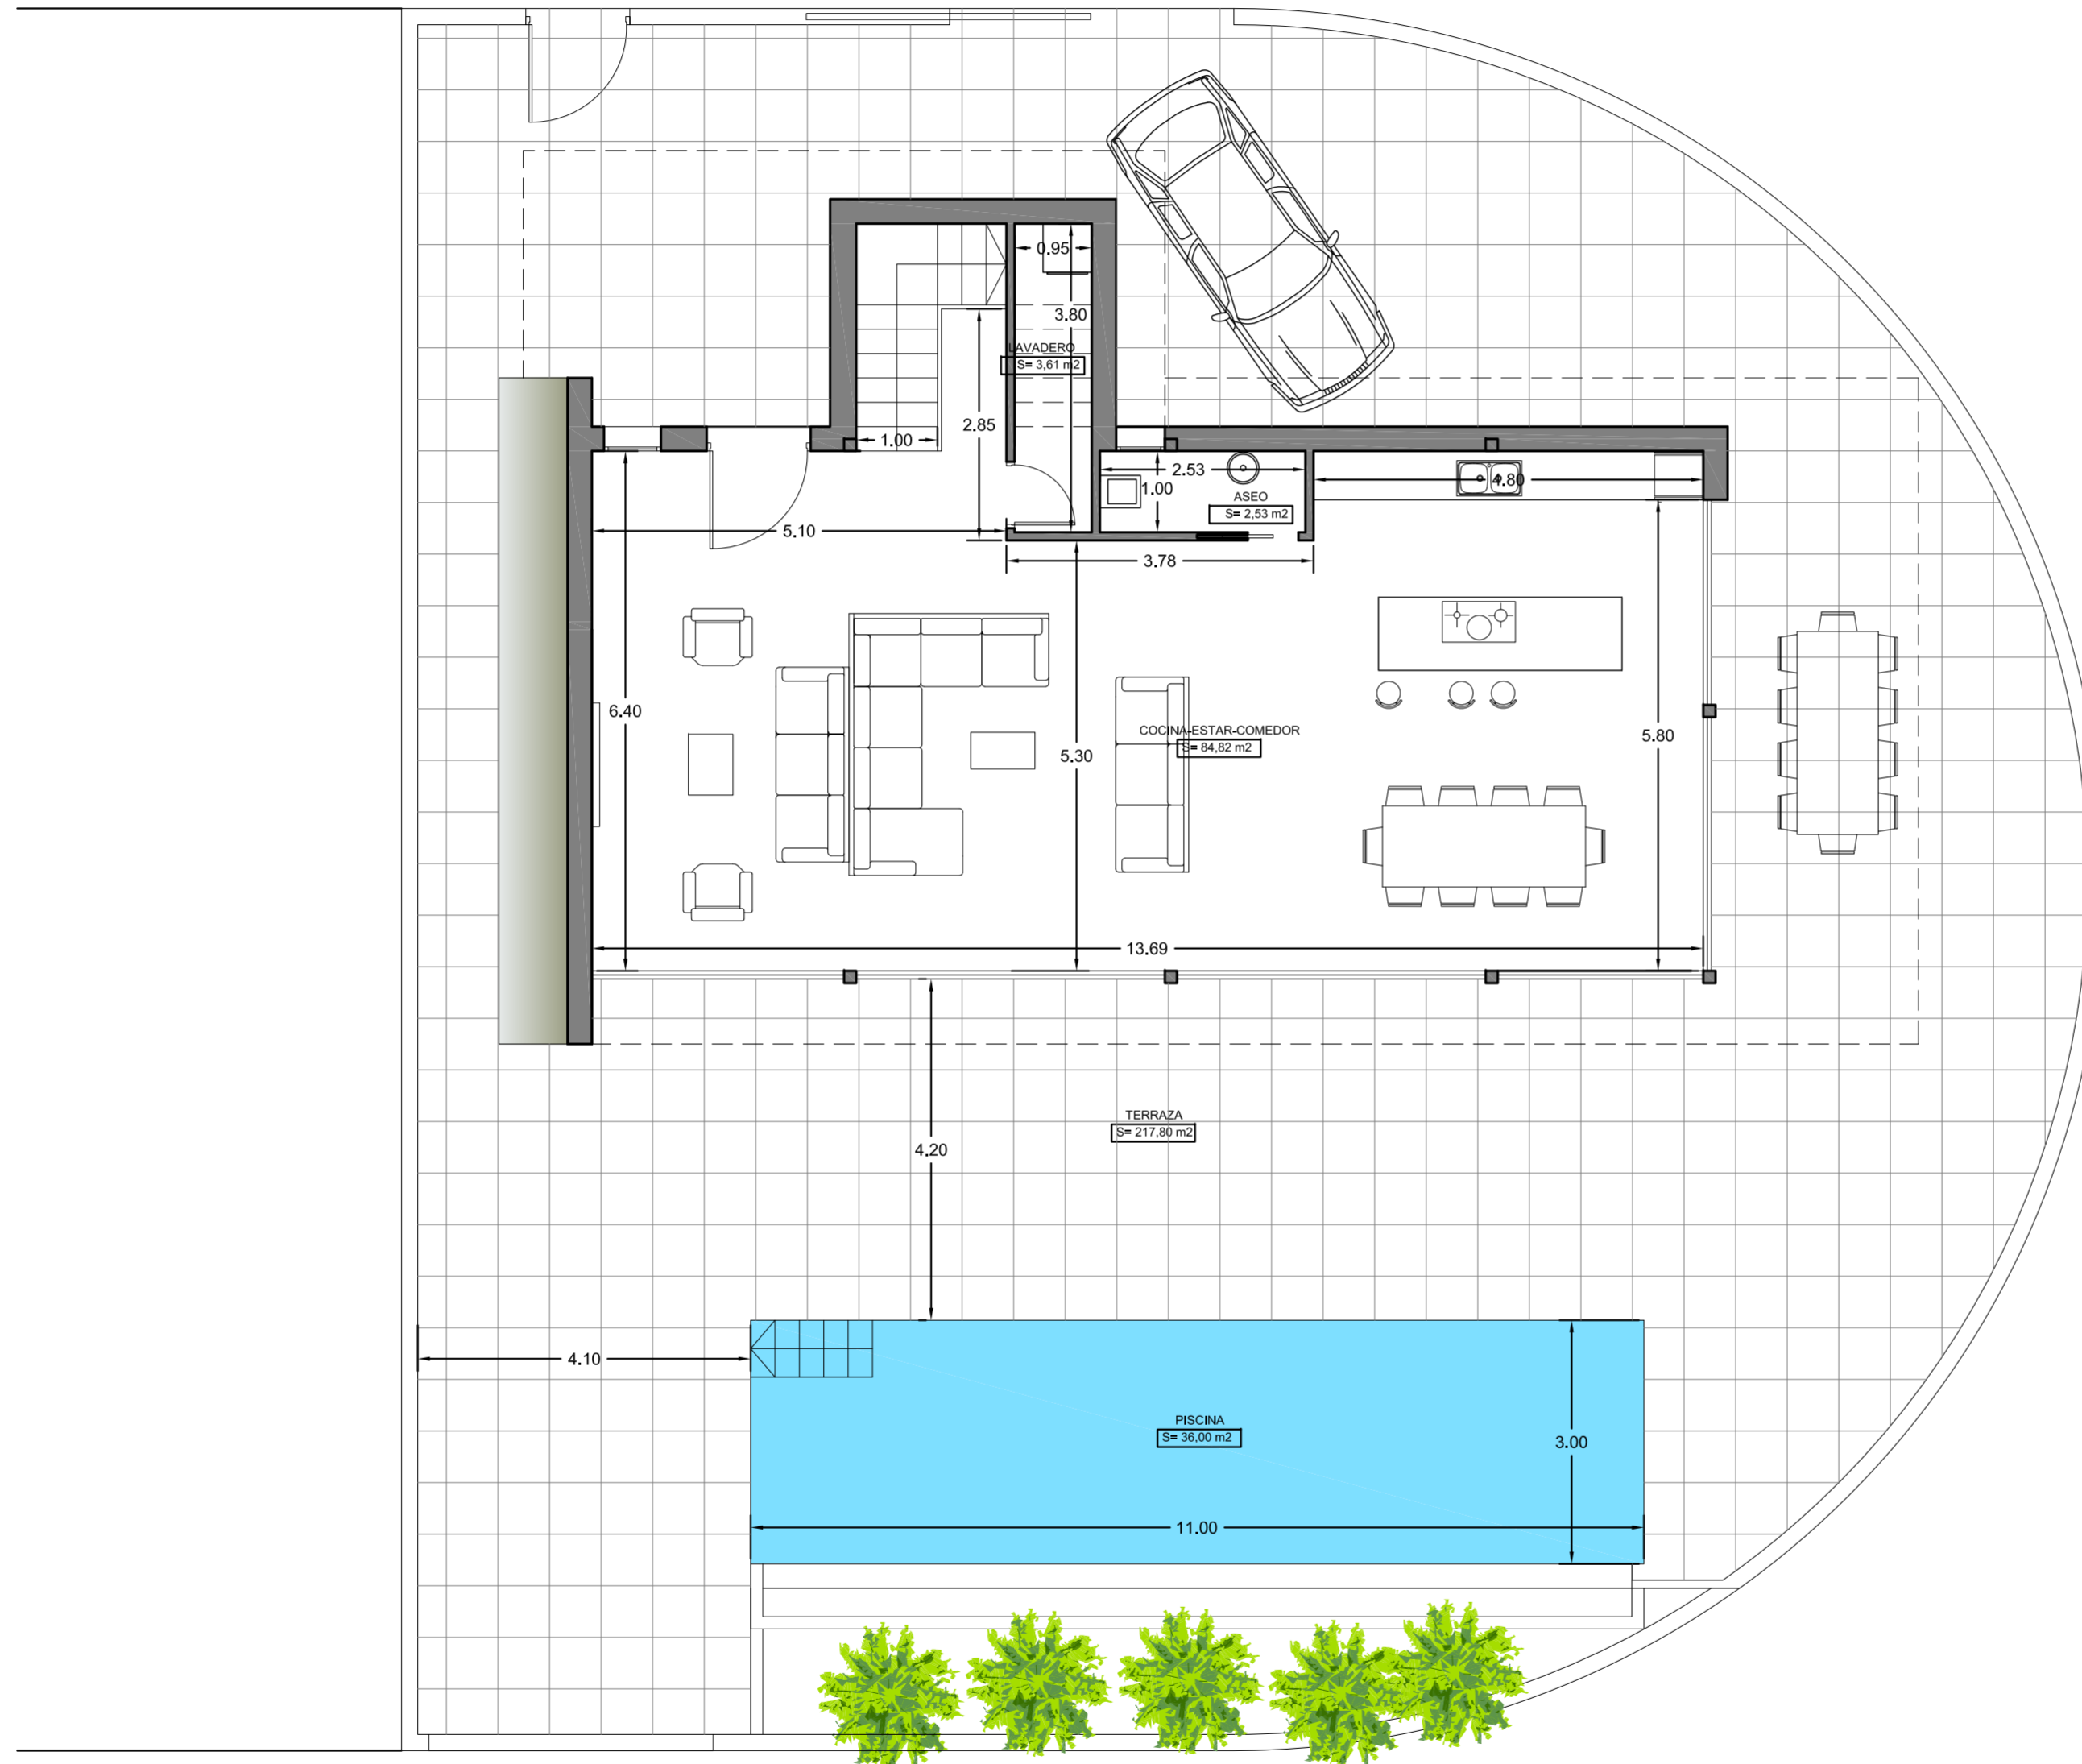 0.95
3.80
LAVADERO
S= 3,61 m2
2.85
1.00
2.53
1.00
ASEO
S= 2,53 m2
4.80
5.10
3.78
6.40
5.30
COCINA-ESTAR-COMEDOR
S= 84,82 m2
5.80
13.69
TERRAZA
S= 217,80 m2
4.20
4.10
PISCINA
S= 36,00 m2
3.00
11.00